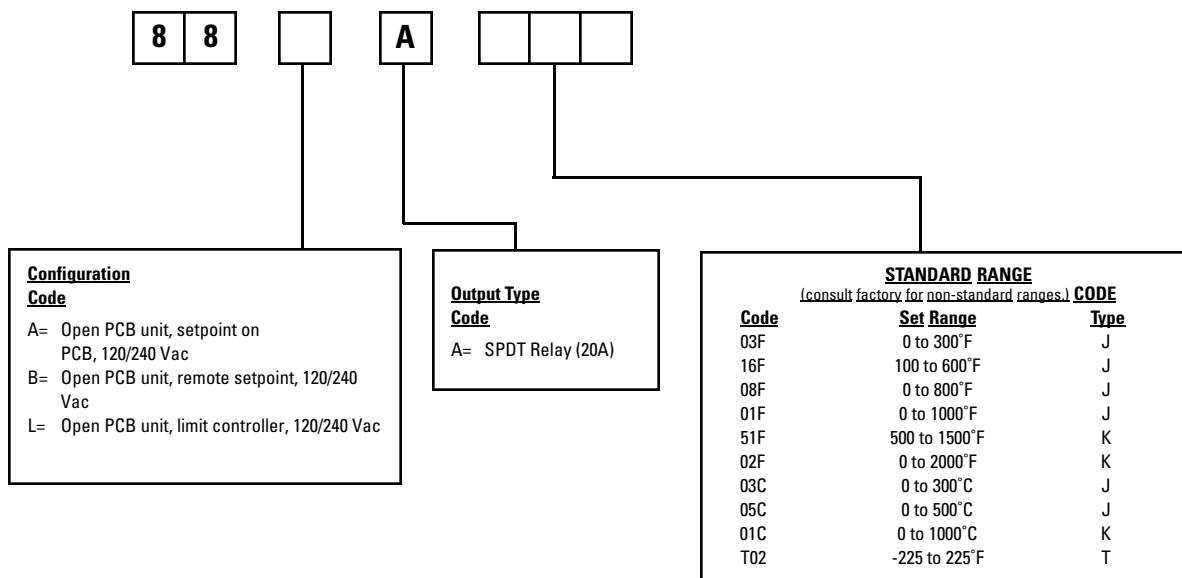 8 8 A
Configuration
Code
A= Open PCB unit, setpoint on
PCB, 120/240 Vac
B= Open PCB unit, remote setpoint, 120/240
Vac
L= Open PCB unit, limit controller, 120/240 Vac
Output Type
Code
A= SPDT Relay (20A)
STANDARD RANGE
(consult factory for non-standard ranges.) CODE
Code Set Range Type
03F 0 to 300˚F J
16F 100 to 600˚F J
08F 0 to 800˚F J
01F 0 to 1000˚F J
51F 500 to 1500˚F K
02F 0 to 2000˚F K
03C 0 to 300˚C J
05C 0 to 500˚C J
01C 0 to 1000˚C K
T02 -225 to 225˚F T